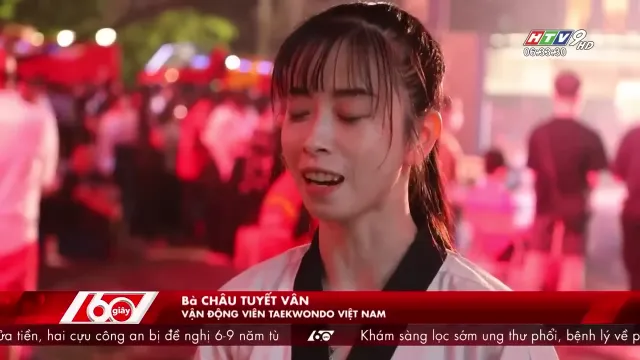 HTV9 HD
06:33:30
60 giây
Bà CHÂU TUYẾT VÂN
VẬN ĐỘNG VIÊN TAEKWONDO VIỆT NAM
ửa tiền, hai cựu công an bị đề nghị 6-9 năm tù 60 Khám sàng lọc sớm ung thư phổi, bệnh lý về p